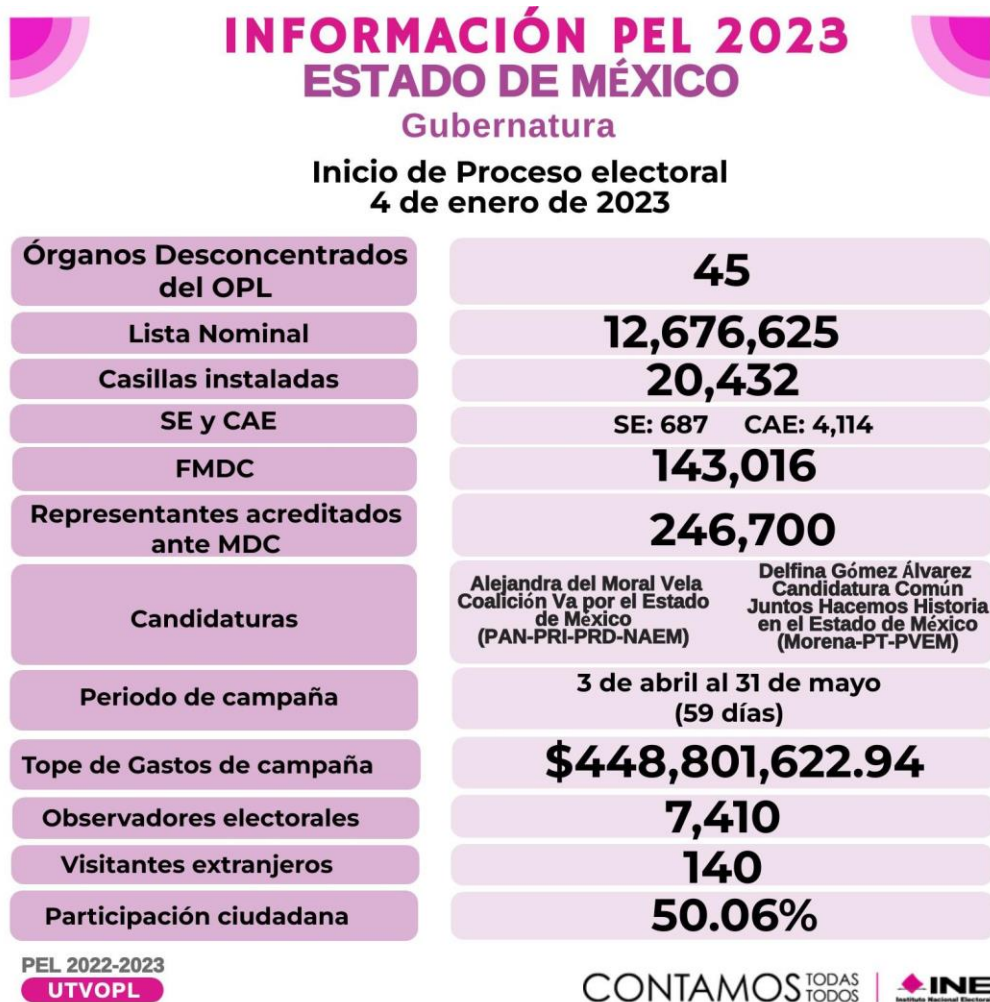 INFORMACIÓN PEL 2023
ESTADO DE MÉXICO
Gubernatura
Inicio de Proceso electoral
4 de enero de 2023
Órganos Desconcentrados
del OPL
45
Lista Nominal
12,676,625
Casillas instaladas
20,432
SE y CAE
SE: 687 CAE: 4,114
FMDC
143,016
Representantes acreditados
ante MDC
246,700
Candidaturas
Alejandra del Moral Vela
Coalición Va por el Estado
de México
(PAN-PRI-PRD-NAEM)
Delfina Gómez Álvarez
Candidatura Común
Juntos Hacemos Historia
en el Estado de México
(Morena-PT-PVEM)
Periodo de campaña
3 de abril al 31 de mayo
(59 días)
Tope de Gastos de campaña
$448,801,622.94
Observadores electorales
7,410
Visitantes extranjeros
140
Participación ciudadana
50.06%
PEL 2022-2023
UTVOPL
CONTAMOS TODAS
TODOS
INE
Instituto Nacional Electoral